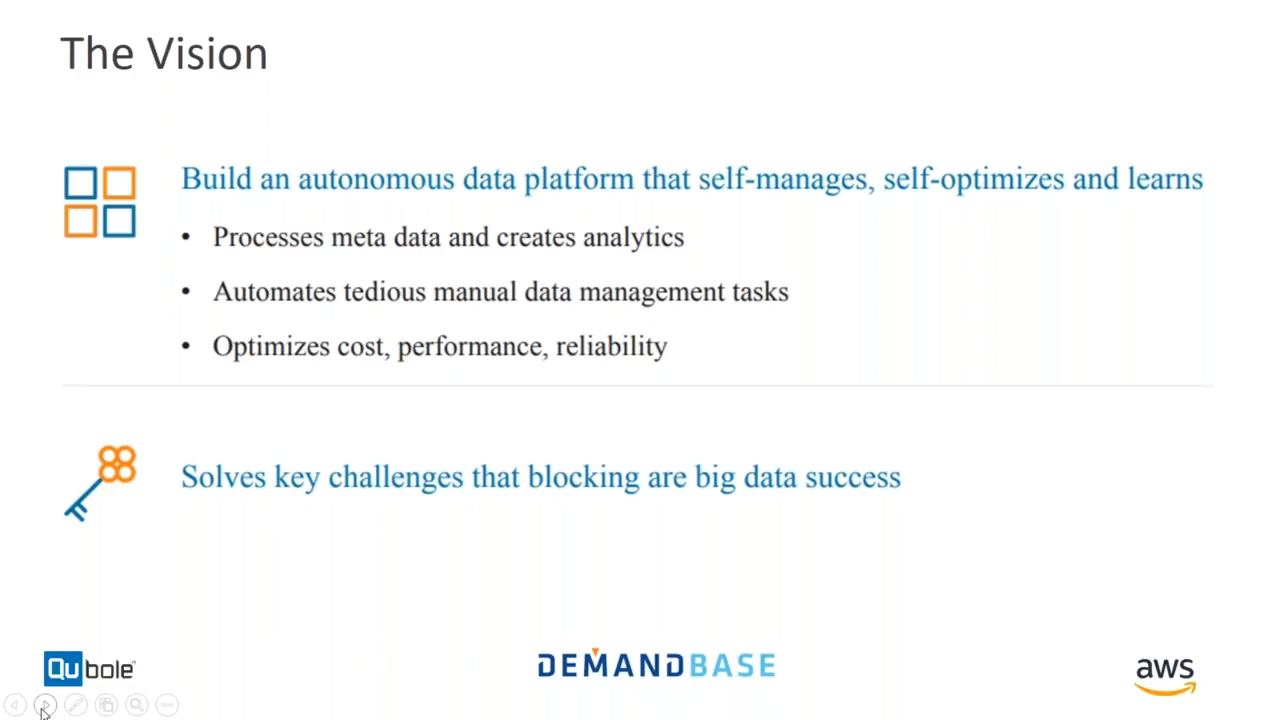 The Vision
Build an autonomous data platform that self-manages, self-optimizes and learns
• Processes meta data and creates analytics
• Automates tedious manual data management tasks
• Optimizes cost, performance, reliability
Solves key challenges that blocking are big data success
Qubole
DEMANDBASE
aws